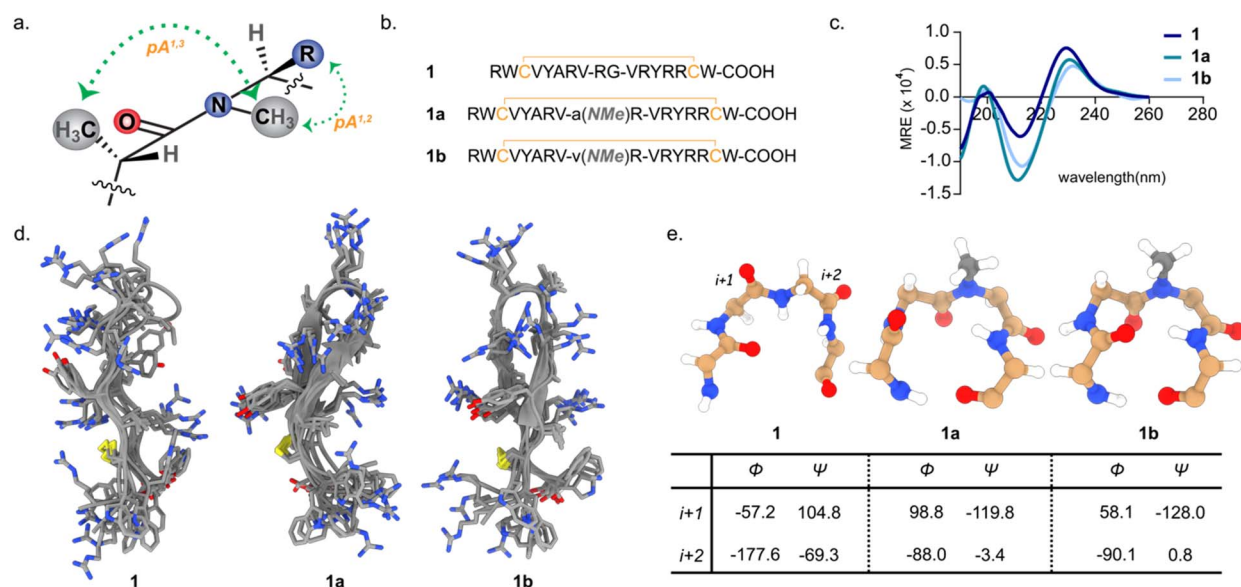 a.
H
R
pA1,3
N
O
H3C
CH3
H
pA1,2
b.
1 RWCVYARV-RG-VRYRRCW-COOH
1a RWCVYARV-a(NMe)R-VRYRRCW-COOH
1b RWCVYARV-v(NMe)R-VRYRRCW-COOH
c.
MRE (x 10⁴)
1.0
0.5
0.0
-0.5
-1.0
-1.5
200 220 240 260 280
wavelength(nm)
1
1a
1b
d.
1 1a 1b
e.
i+1 i+2
1 1a 1b
Φ Ψ Φ Ψ Φ Ψ
i+1 -57.2 104.8 98.8 -119.8 58.1 -128.0
i+2 -177.6 -69.3 -88.0 -3.4 -90.1 0.8